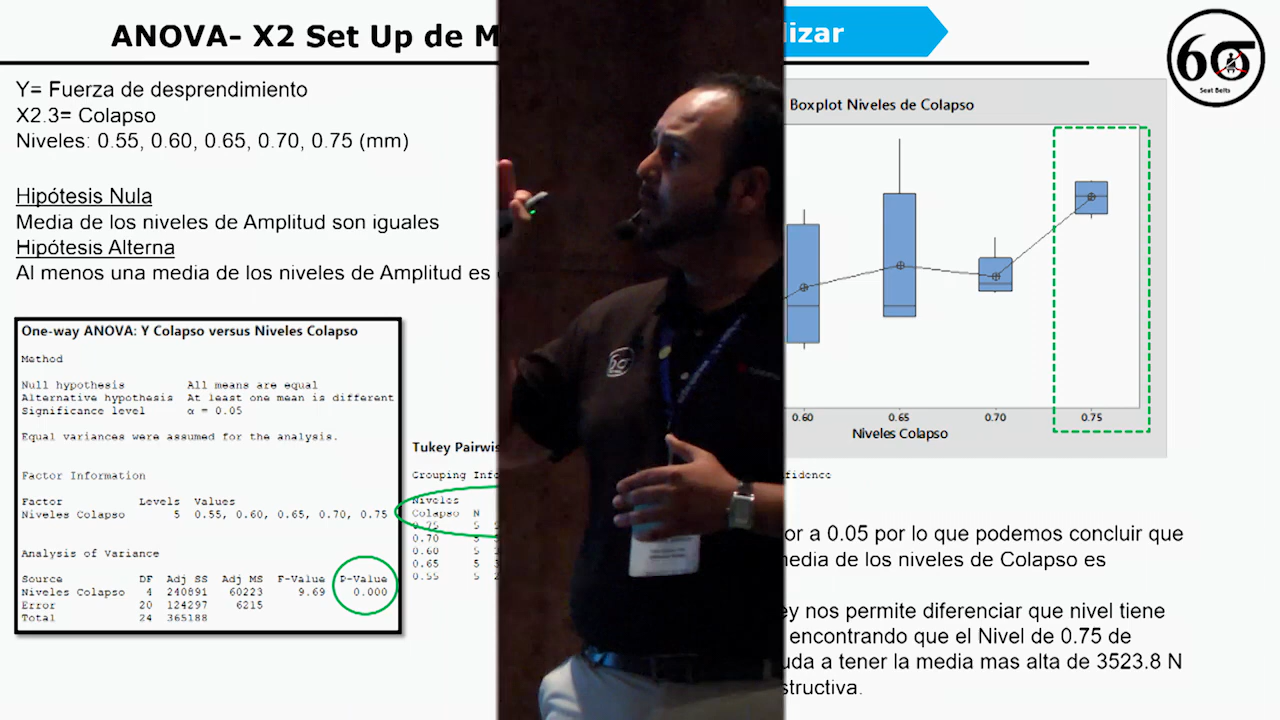 ANOVA- X2 Set Up de M
lizar
6σ
Seat Belts
Y= Fuerza de desprendimiento
X2.3= Colapso
Niveles: 0.55, 0.60, 0.65, 0.70, 0.75 (mm)
Hipótesis Nula
Media de los niveles de Amplitud son iguales
Hipótesis Alterna
Al menos una media de los niveles de Amplitud es
One-way ANOVA: Y Colapso versus Niveles Colapso
Method
Null hypothesis All means are equal
Alternative hypothesis At least one mean is different
Significance level α = 0.05
Equal variances were assumed for the analysis.
Factor Information
Factor Levels Values
Niveles Colapso 5 0.55, 0.60, 0.65, 0.70, 0.75
Analysis of Variance
Source DF Adj SS Adj MS F-Value P-Value
Niveles Colapso 4 240891 60223 9.69 0.000
Error 20 124297 6215
Total 24 365188
Tukey Pairwis
Grouping Info
Niveles
Colapso N
0.75 5
0.70 5
0.60 5
0.65 5
0.55 5
6σ
Boxplot Niveles de Colapso
0.60 0.65 0.70 0.75
Niveles Colapso
fidence
or a 0.05 por lo que podemos concluir que
media de los niveles de Colapso es
ey nos permite diferenciar que nivel tiene
encontrando que el Nivel de 0.75 de
uda a tener la media mas alta de 3523.8 N
structiva.